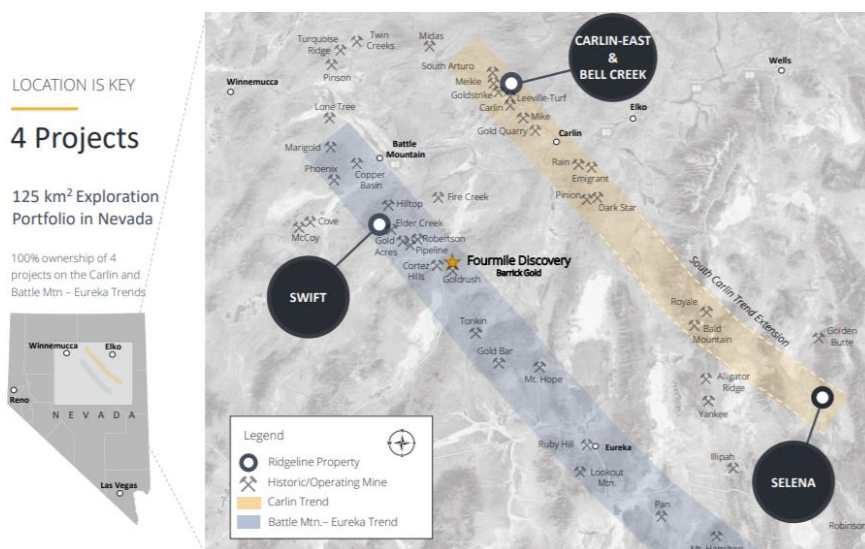 LOCATION IS KEY
4 Projects
125 km² Exploration
Portfolio in Nevada
100% ownership of 4
projects on the Carlin and
Battle Mtn – Eureka Trends
Winnemucca
Elko
Reno
N E V A D A
Las Vegas
Twin
Creeks
Turquoise
Ridge
Pinson
Midas
CARLIN-EAST
&
BELL CREEK
Wells
Winnemucca
South Arturo
Meikle
Goldstrike
Leeville-Turf
Carlin
Elko
Lone Tree
Mike
Gold Quarry
Carlin
Marigold
Battle
Mountain
Phoenix
Copper
Basin
Rain
Emigrant
Fire Creek
Pinion
Dark Star
Hilltop
Cove
McCoy
Elder Creek
Gold
Acres
Robertson
Pipeline
Fourmile Discovery
Barrick Gold
Cortez
Hills
Goldrush
SWIFT
South Carlin Trend Extension
Royale
Bald
Mountain
Golden
Butte
Tonkin
Gold Bar
Mt. Hope
Alligator
Ridge
Yankee
Legend
Ridgeline Property
Historic/Operating Mine
Carlin Trend
Battle Mtn.– Eureka Trend
Ruby Hill
Eureka
Lookout
Mtn.
Illipah
SELENA
Pan
Robinson
Mt. Hamilton